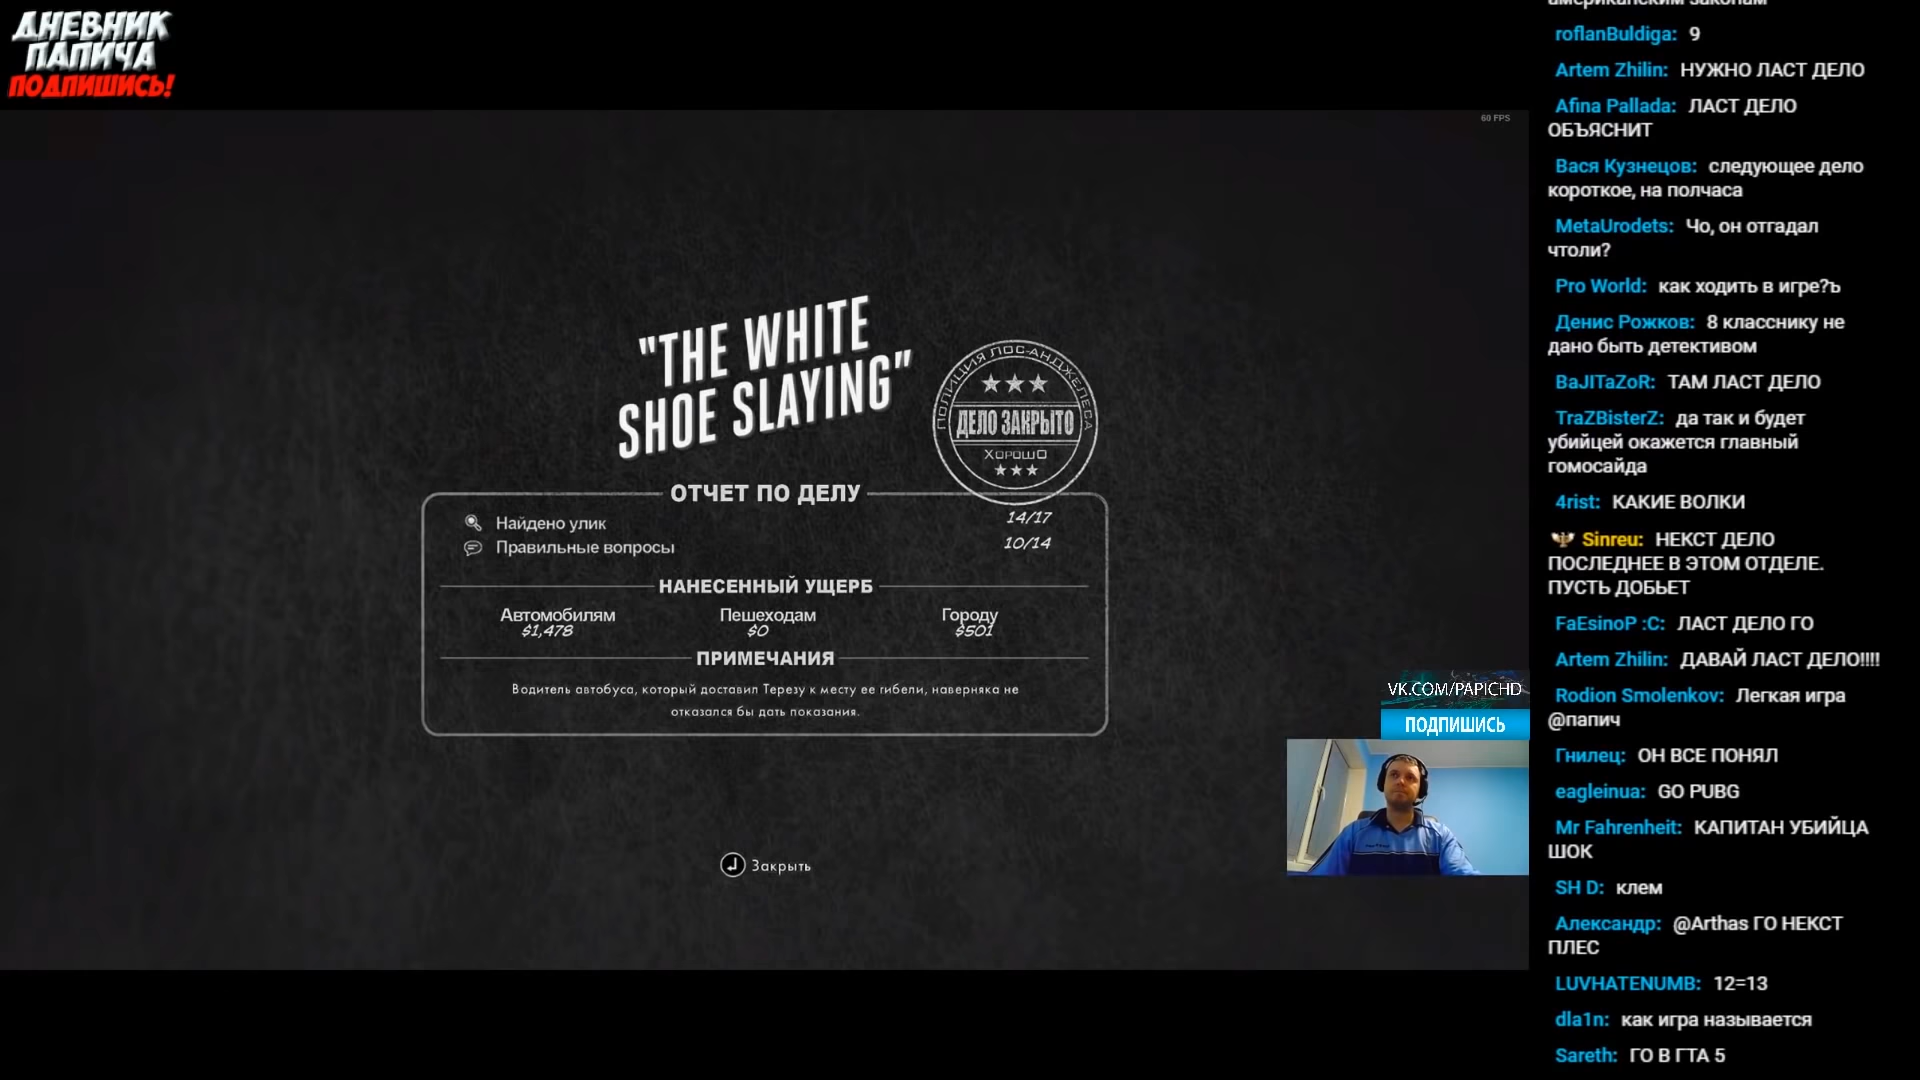 ДНЕВНИК
ПАПИЧА
ПОДПИШИСЬ!
60 FPS
"THE WHITE
SHOE SLAYING"
ПОЛИЦИЯ ЛОС-АНДЖЕЛЕСА
ДЕЛО ЗАКРЫТО
ХОРОШО
ОТЧЕТ ПО ДЕЛУ
Найдено улик 14/17
Правильные вопросы 10/14
НАНЕСЕННЫЙ УЩЕРБ
Автомобилям Пешеходам Городу
$1,478 $0 $501
ПРИМЕЧАНИЯ
Водитель автобуса, который доставил Терезу к месту ее гибели, наверняка не
отказался бы дать показания.
Закрыть
VK.COM/PAPICHD
ПОДПИШИСЬ
американским законам
roflanBuldiga: 9
Artem Zhilin: НУЖНО ЛАСТ ДЕЛО
Afina Pallada: ЛАСТ ДЕЛО
ОБЪЯСНИТ
Вася Кузнецов: следующее дело
короткое, на полчаса
MetaUrodets: Чо, он отгадал
чтоли?
Pro World: как ходить в игре?ъ
Денис Рожков: 8 класснику не
дано быть детективом
BaJITaZoR: ТАМ ЛАСТ ДЕЛО
TraZBisterZ: да так и будет
убийцей окажется главный
гомосайда
4rist: КАКИЕ ВОЛКИ
Sinreu: НЕКСТ ДЕЛО
ПОСЛЕДНЕЕ В ЭТОМ ОТДЕЛЕ.
ПУСТЬ ДОБЬЕТ
FaEsinoP :C: ЛАСТ ДЕЛО ГО
Artem Zhilin: ДАВАЙ ЛАСТ ДЕЛО!!!!
Rodion Smolenkov: Легкая игра
@папич
Гнилец: ОН ВСЕ ПОНЯЛ
eagleinua: GO PUBG
Mr Fahrenheit: КАПИТАН УБИЙЦА
ШОК
SH D: клем
Александр: @Arthas ГО НЕКСТ
ПЛЕС
LUVHATENUMB: 12=13
dla1n: как игра называется
Sareth: ГО В ГТА 5